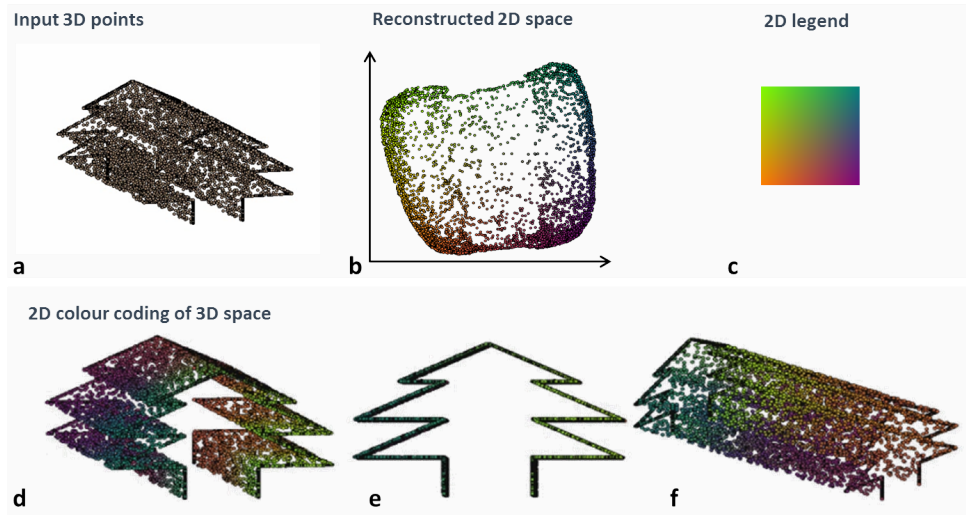 Input 3D points
Reconstructed 2D space
2D legend
a
b
c
2D colour coding of 3D space
d
e
f